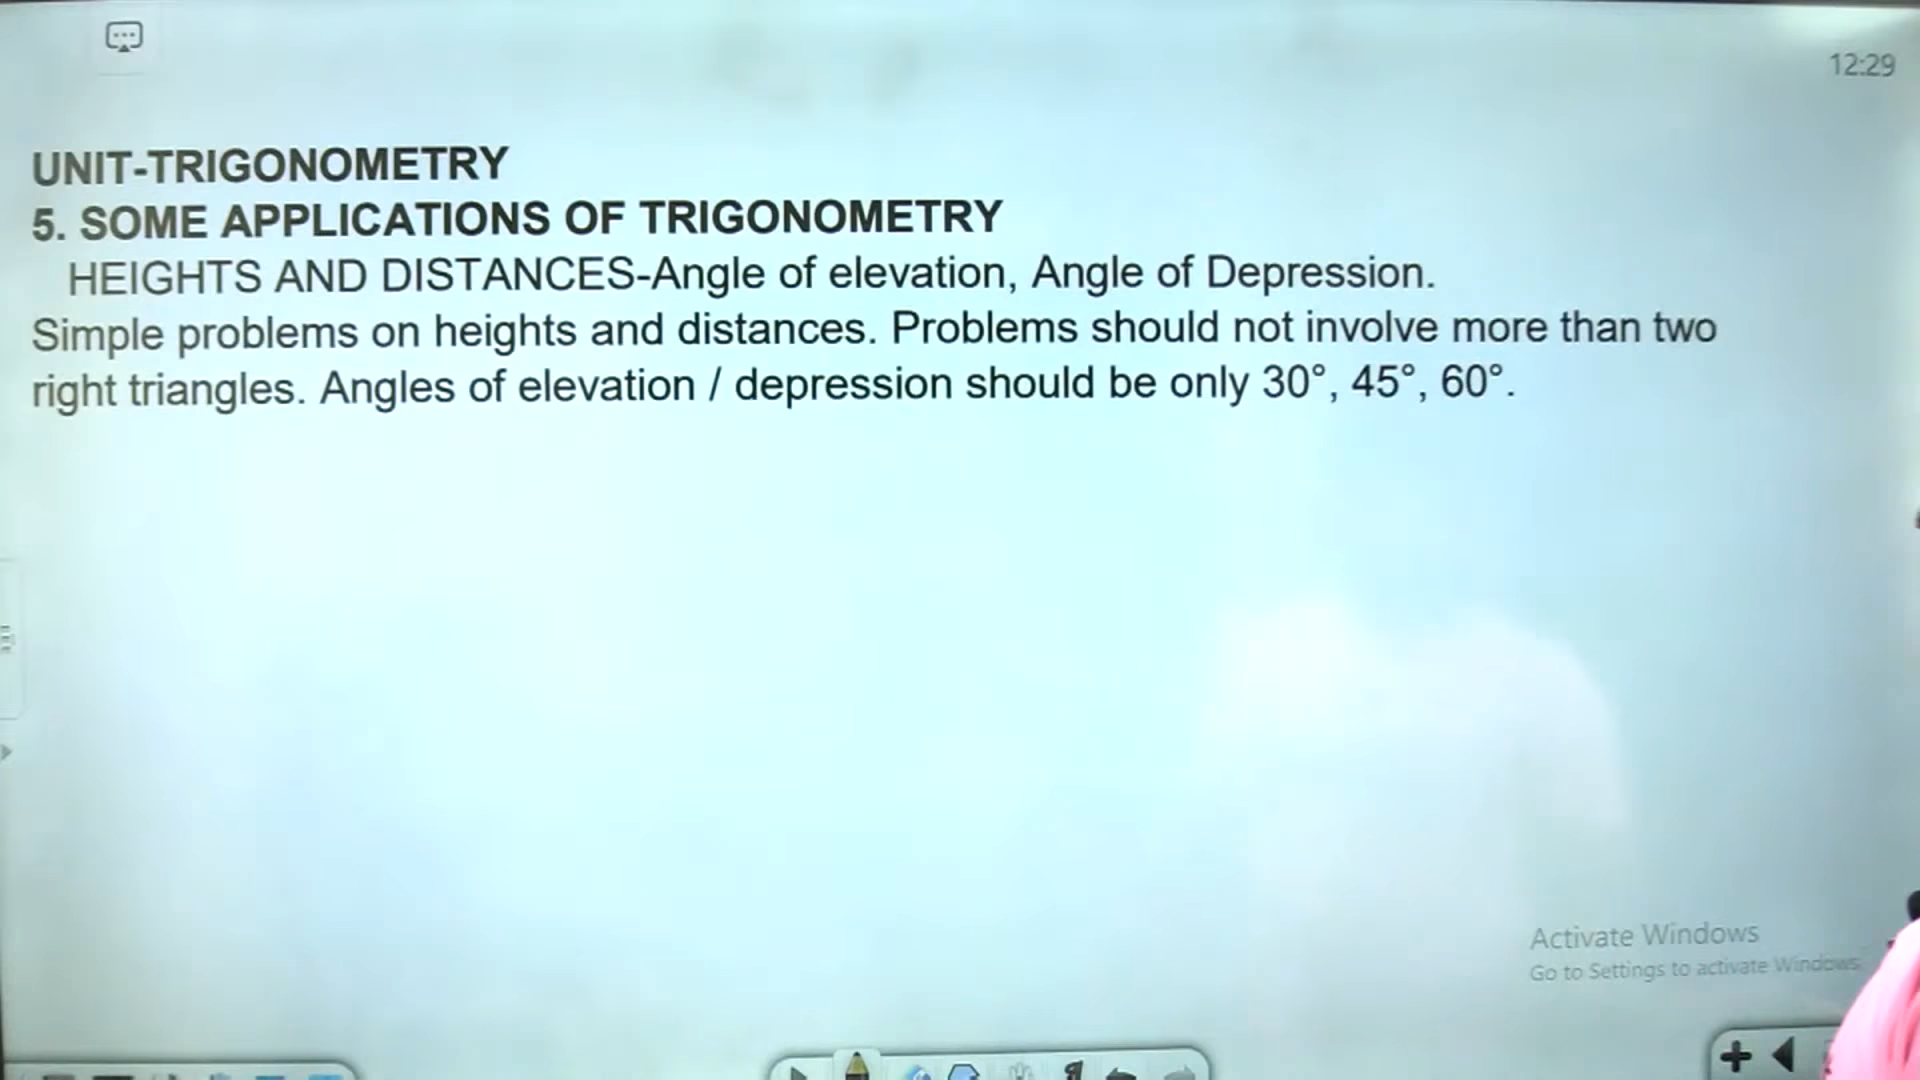 12:29
UNIT-TRIGONOMETRY
5. SOME APPLICATIONS OF TRIGONOMETRY
HEIGHTS AND DISTANCES-Angle of elevation, Angle of Depression.
Simple problems on heights and distances. Problems should not involve more than two
right triangles. Angles of elevation / depression should be only 30°, 45°, 60°.
Activate Windows
Go to Settings to activate Windows.